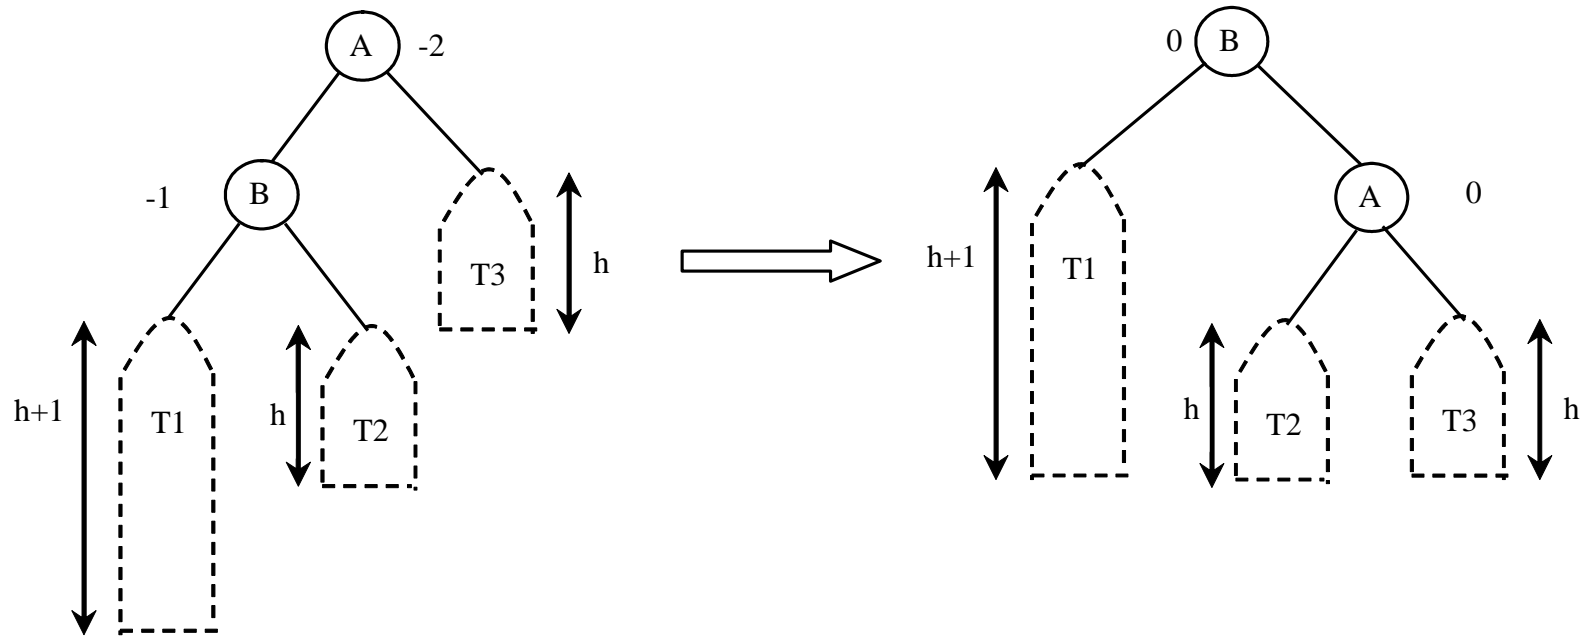 A -2
-1 B
T3 h
h+1 T1 h T2
0 B
A 0
h+1 T1
h T2 T3 h